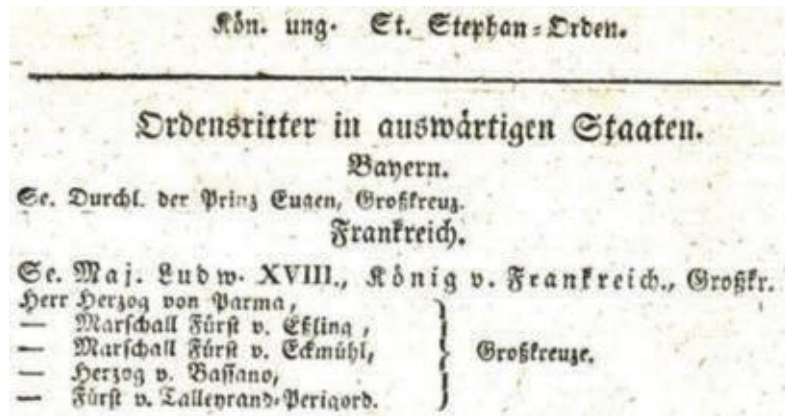 Kön. ung. St. Stephan-Orden.
Ordensritter in auswärtigen Staaten.
Bayern.
Se. Durchl. der Prinz Eugen, Großkreuz.
Frankreich.
Se. Maj. Ludw. XVIII., König v. Frankreich., Großkr.
Herr Herzog von Parma,
— Marschall Fürst v. Eßling,
— Marschall Fürst v. Eckmühl,
— Herzog v. Bassano,
— Fürst v. Talleyrand-Perigord.
Großkreuze.